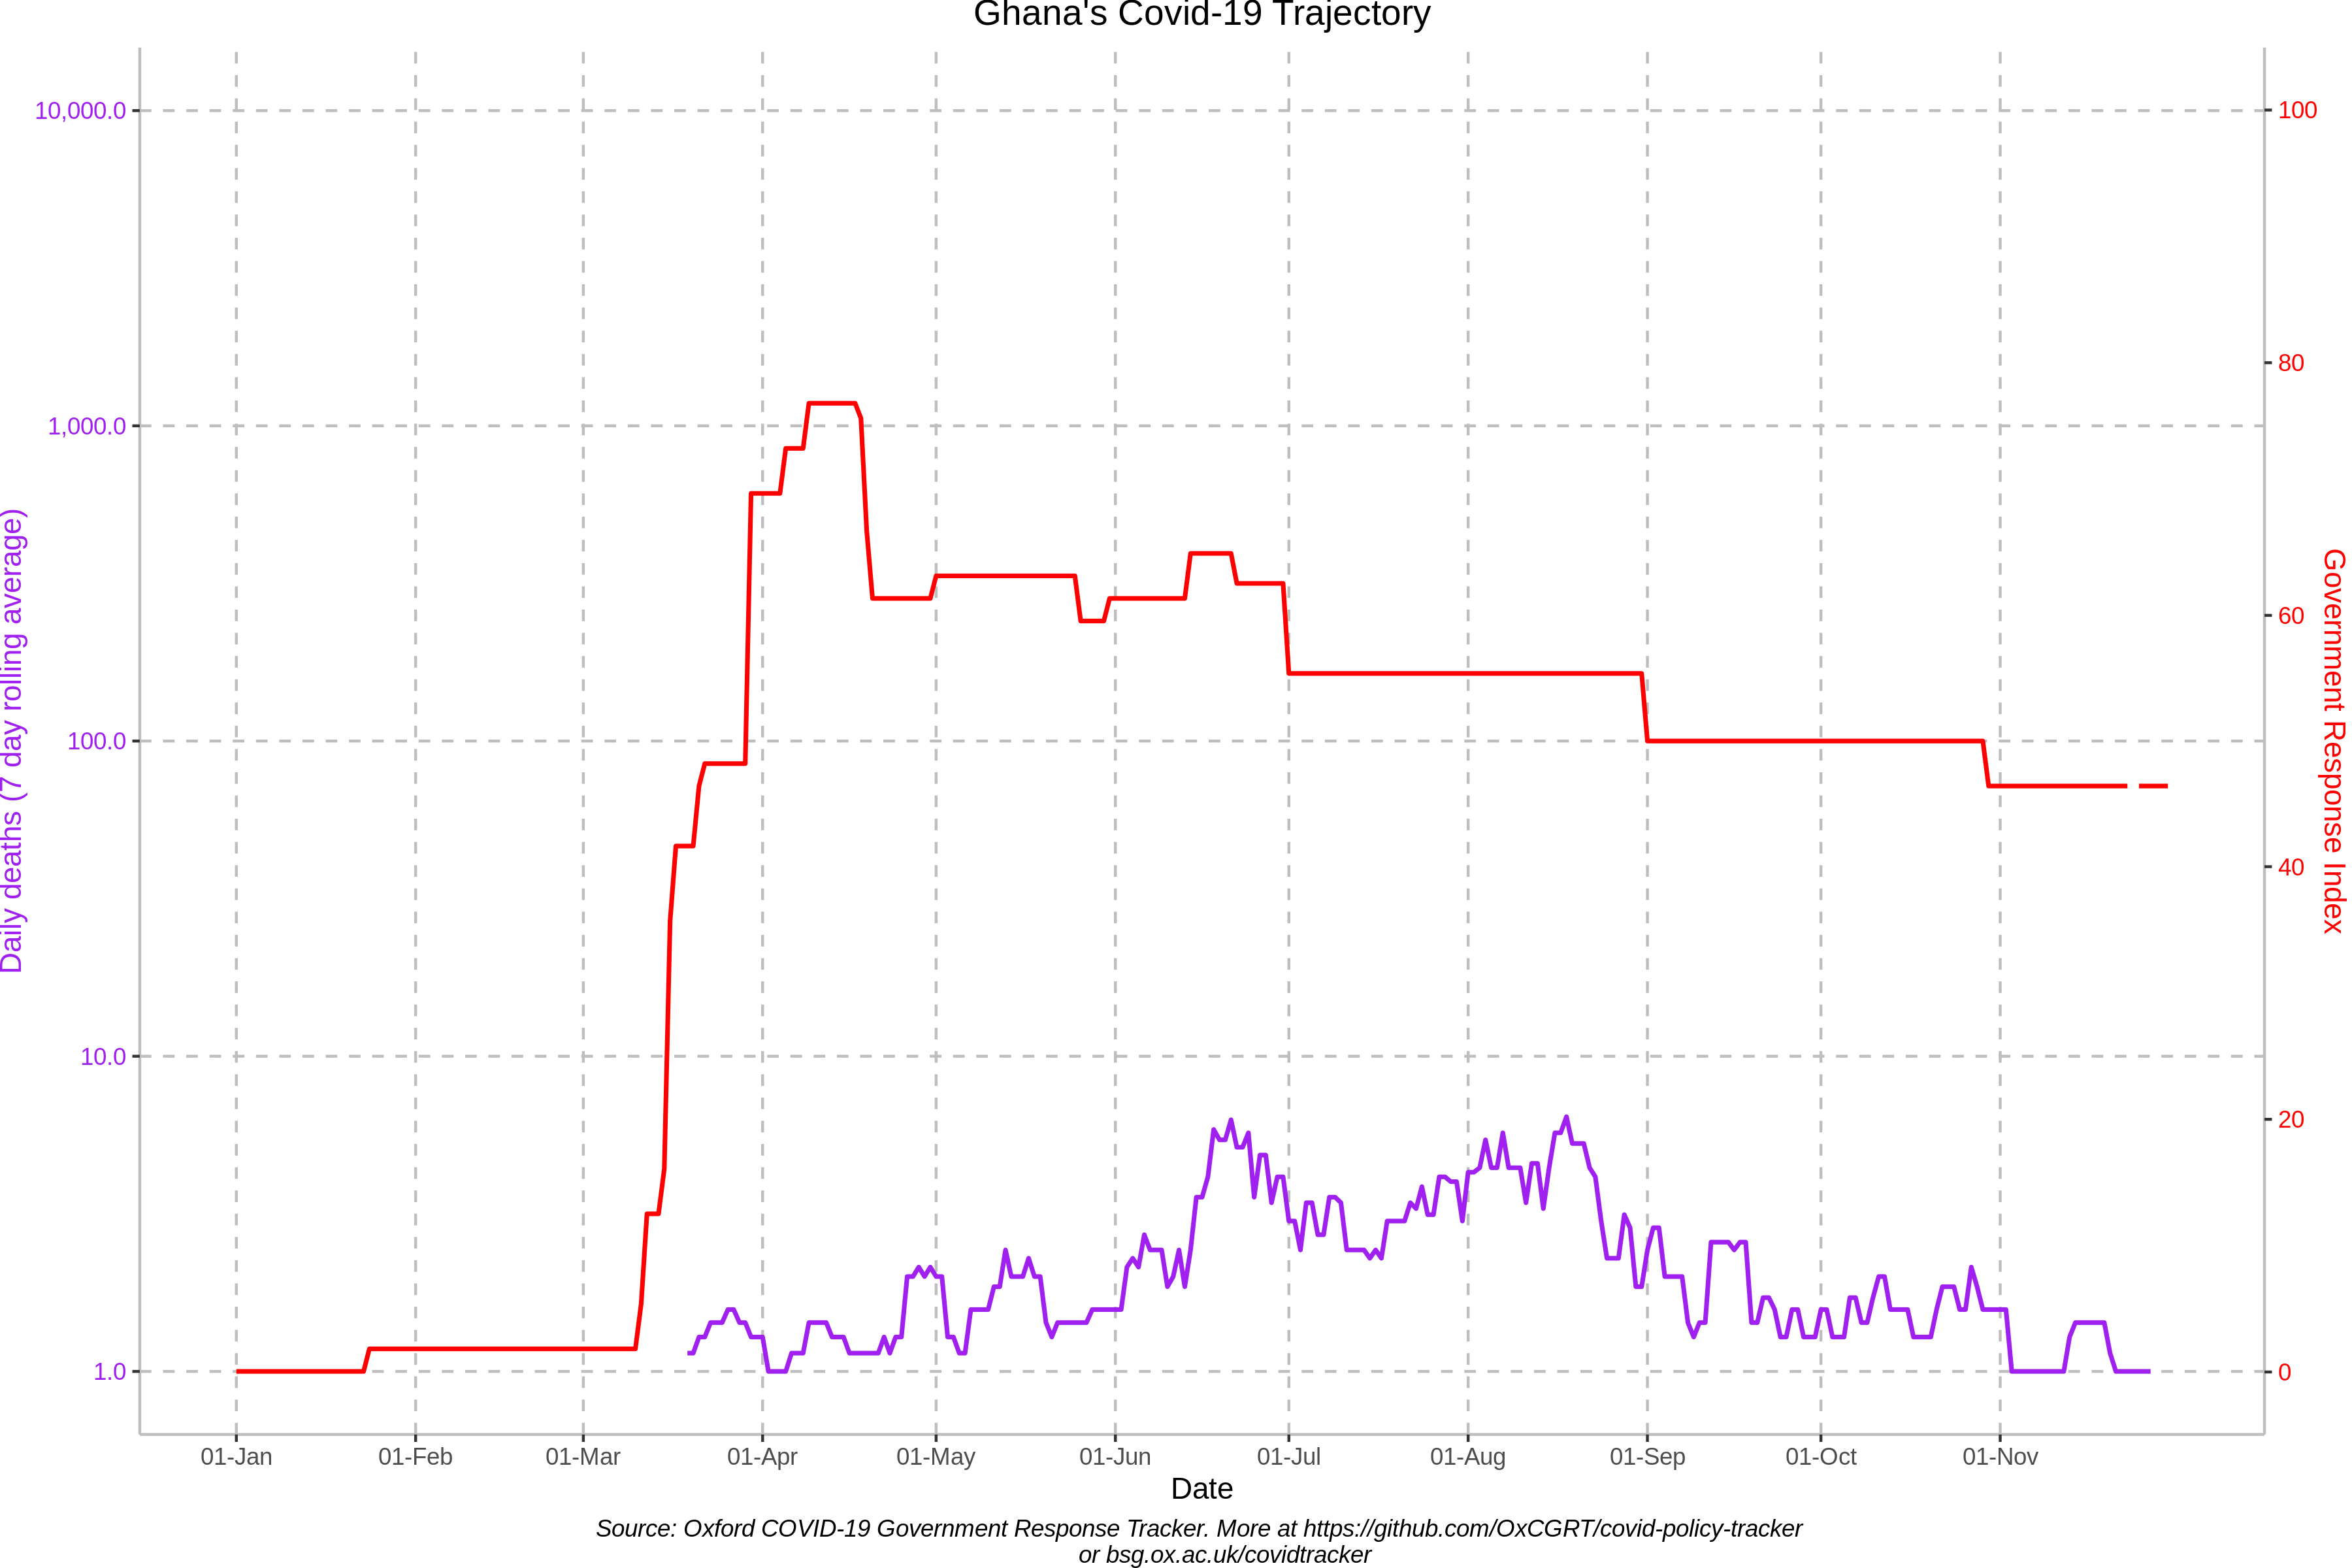 Ghana's Covid-19 Trajectory
Daily deaths (7 day rolling average)
10,000.0
1,000.0
100.0
10.0
1.0
100
80
60
40
20
0
Government Response Index
01-Jan 01-Feb 01-Mar 01-Apr 01-May 01-Jun 01-Jul 01-Aug 01-Sep 01-Oct 01-Nov
Date
Source: Oxford COVID-19 Government Response Tracker. More at https://github.com/OxCGRT/covid-policy-tracker
or bsg.ox.ac.uk/covidtracker